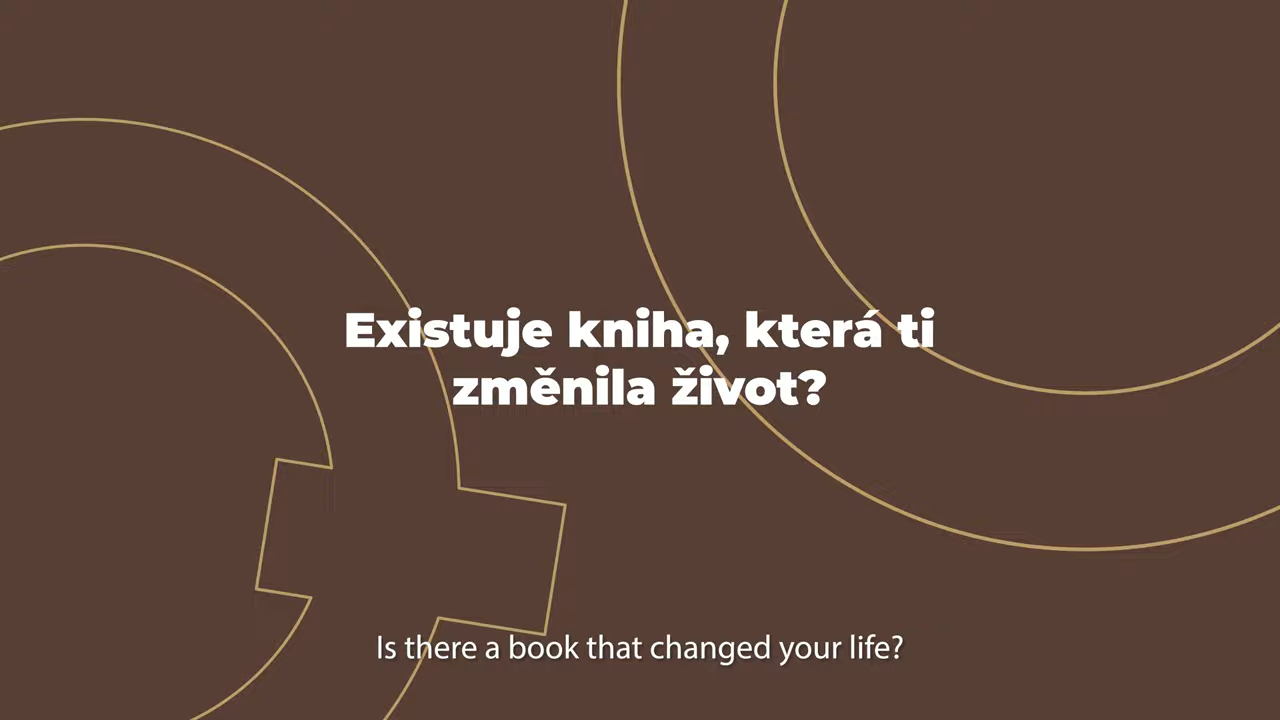 Existuje kniha, která ti
změnila život?
Is there a book that changed your life?